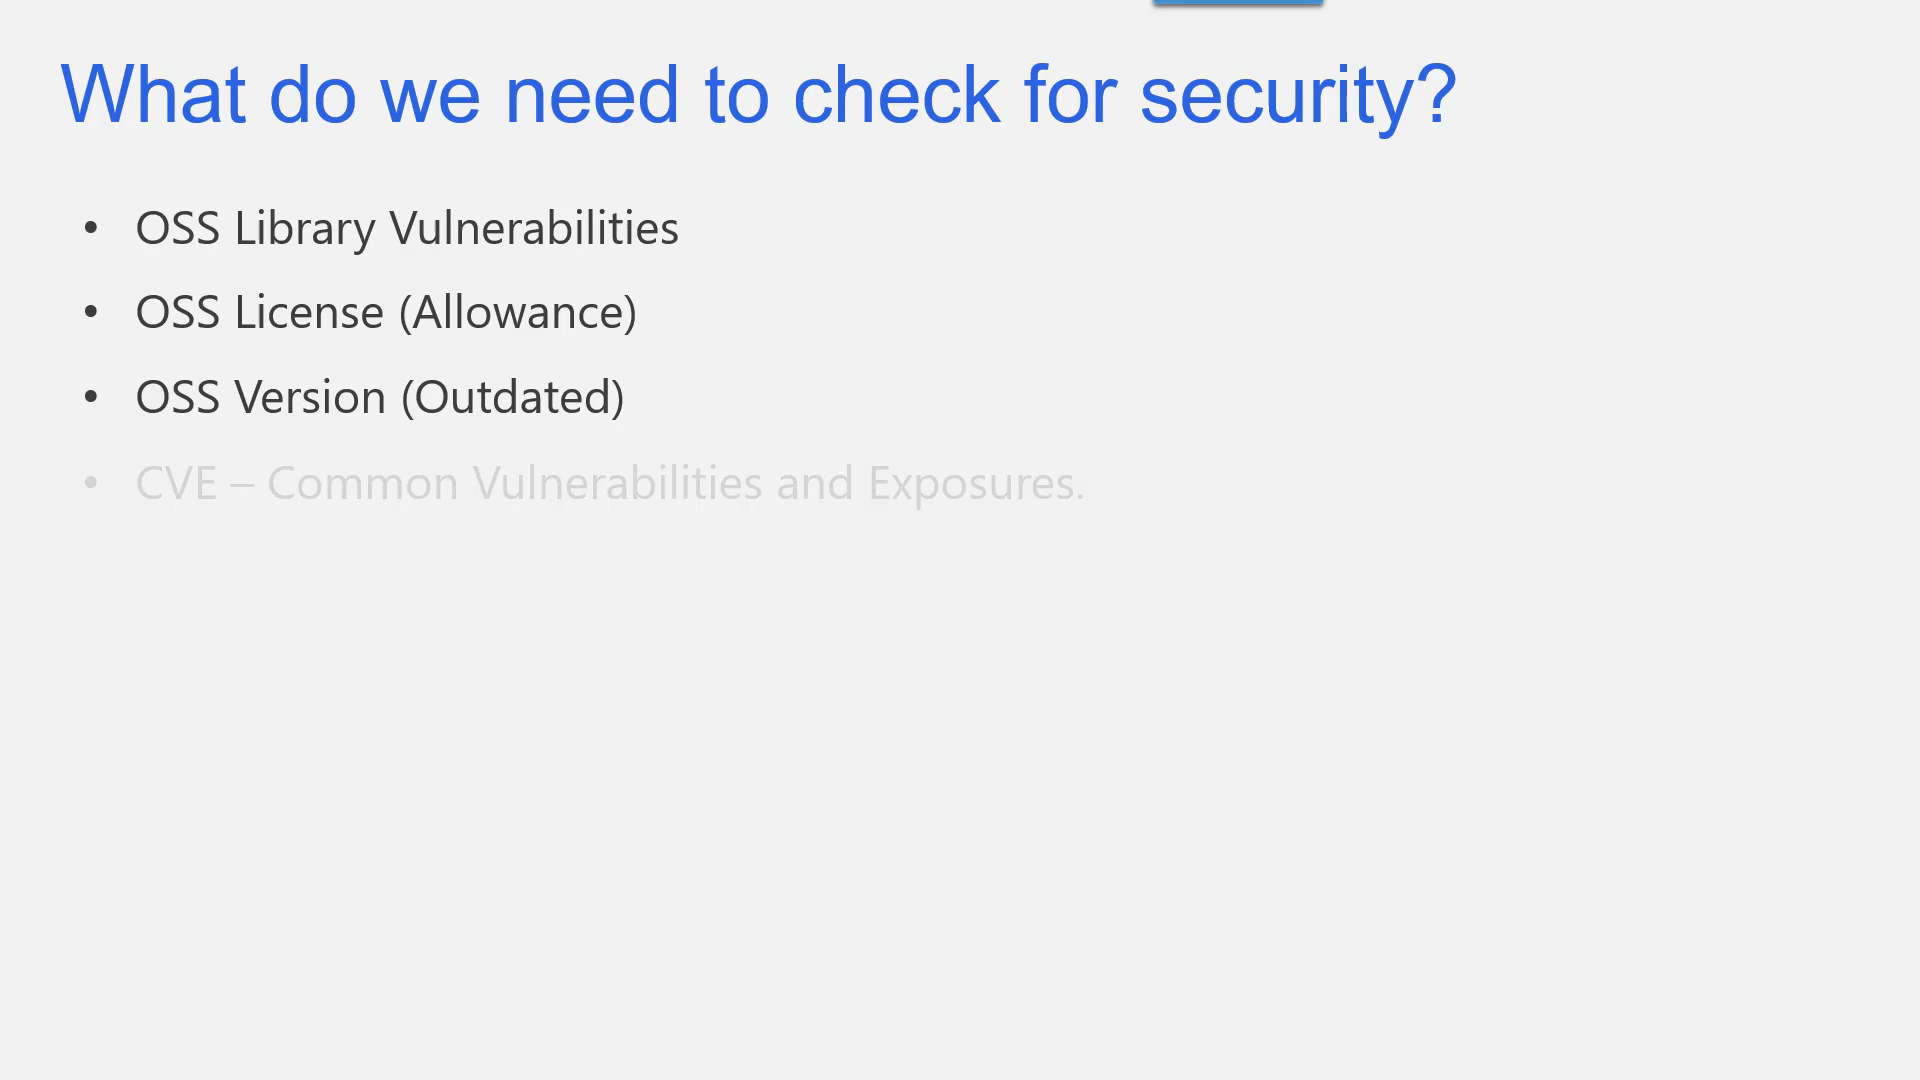 What do we need to check for security?
• OSS Library Vulnerabilities
• OSS License (Allowance)
• OSS Version (Outdated)
• CVE – Common Vulnerabilities and Exposures.